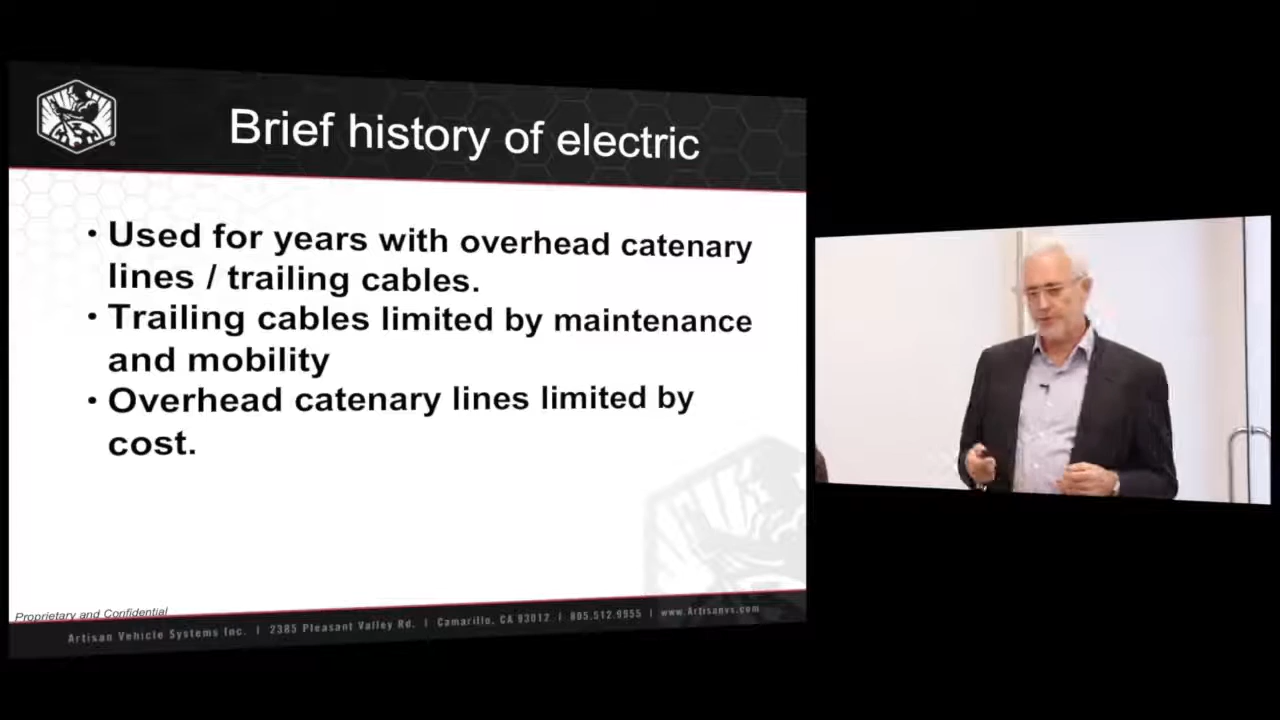 Brief history of electric
• Used for years with overhead catenary
lines / trailing cables.
• Trailing cables limited by maintenance
and mobility
• Overhead catenary lines limited by
cost.
Proprietary and Confidential
Artisan Vehicle Systems Inc. | 2385 Pleasant Valley Rd. | Camarillo, CA 93012 | 805.512.9955 | www.Artisanvs.com